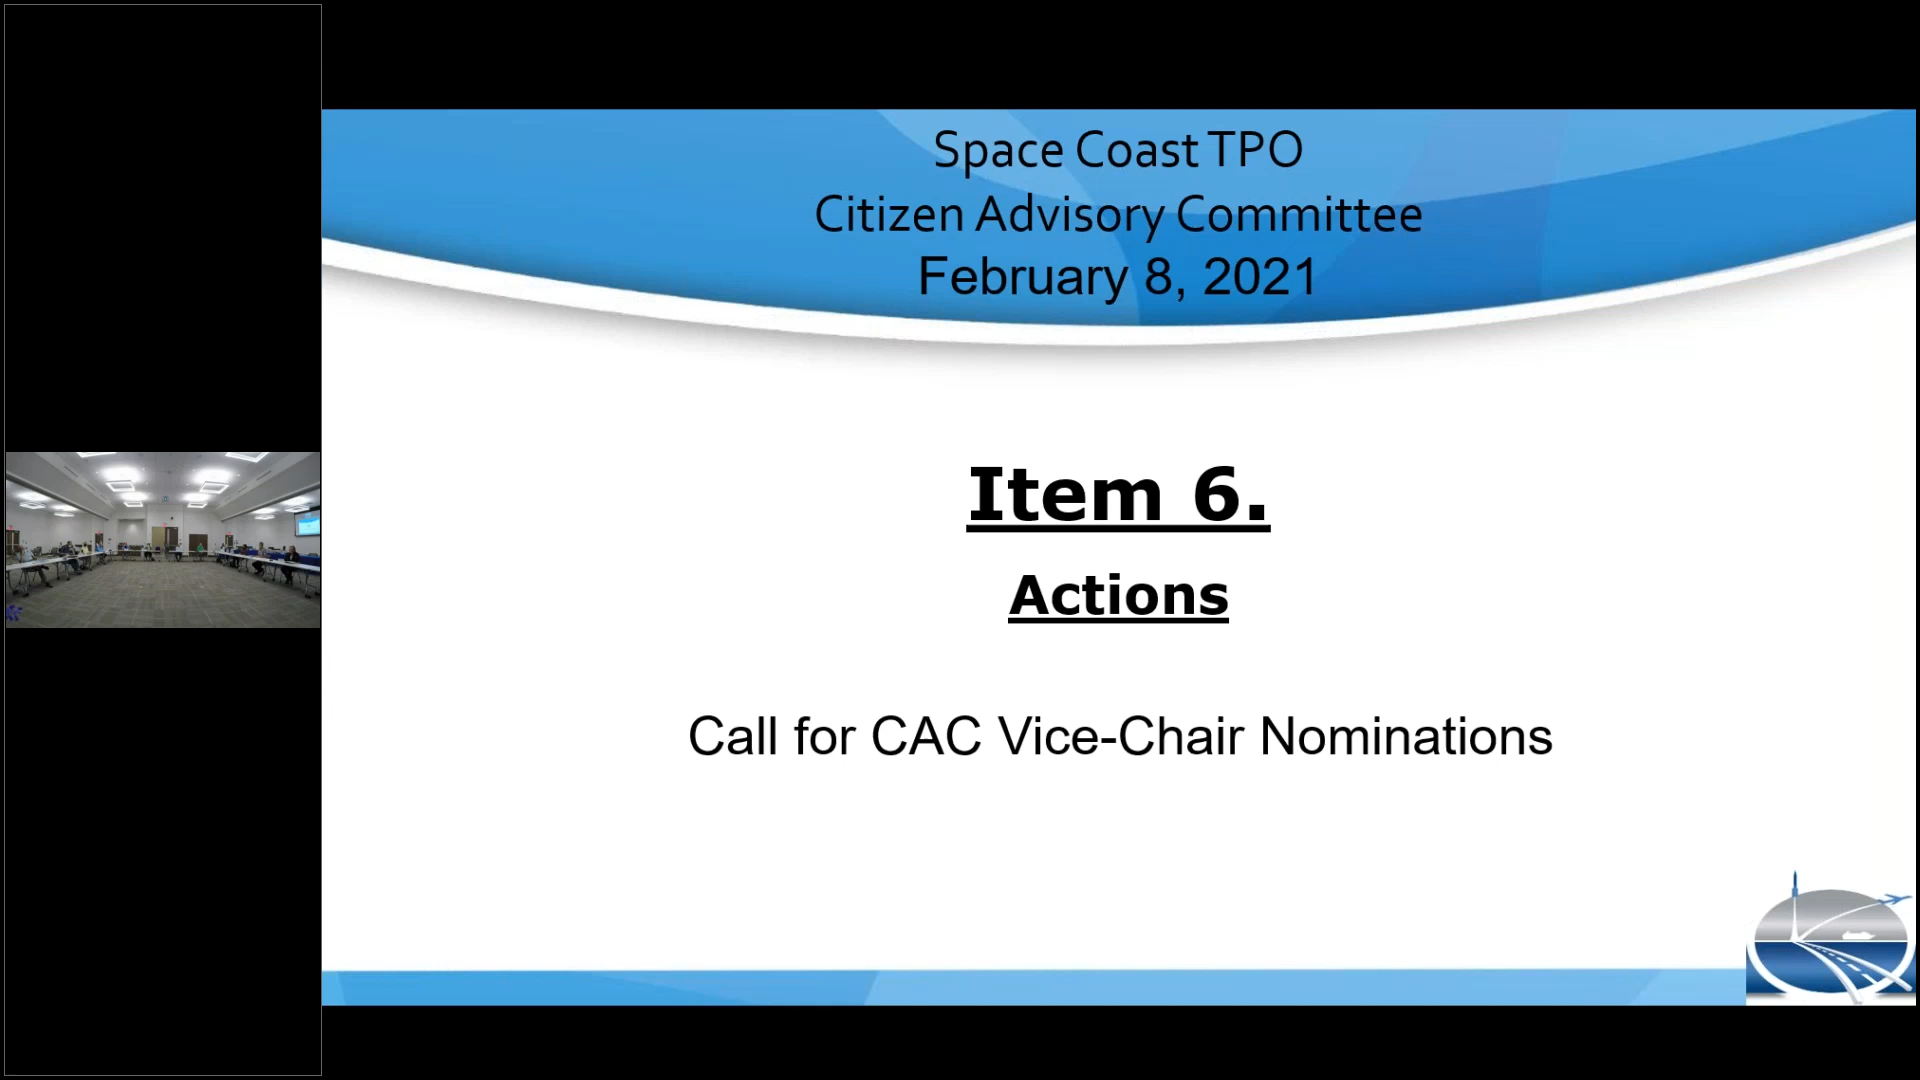 Space Coast TPO
Citizen Advisory Committee
February 8, 2021
Item 6.
Actions
Call for CAC Vice-Chair Nominations